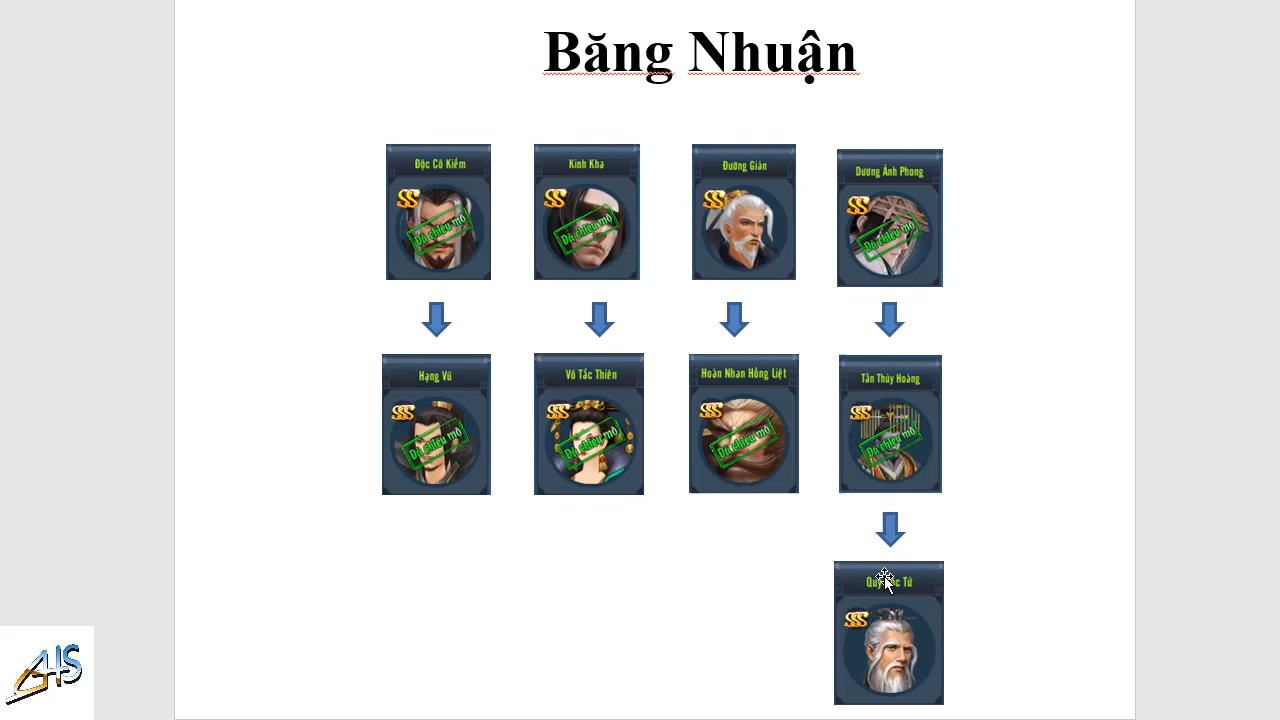 Băng Nhuận
Độc Cô Kiếm
SS
Đã chiêu mộ
Kinh Kha
SS
Đã chiêu mộ
Đường Giản
SS
Dương Ảnh Phong
SS
Đã chiêu mộ
Hạng Vũ
SSS
Đã chiêu mộ
Võ Tắc Thiên
SSS
Đã chiêu mộ
Hoàn Nhan Hồng Liệt
SSS
Đã chiêu mộ
Tần Thủy Hoàng
SSS
Đã chiêu mộ
Tử
SSS